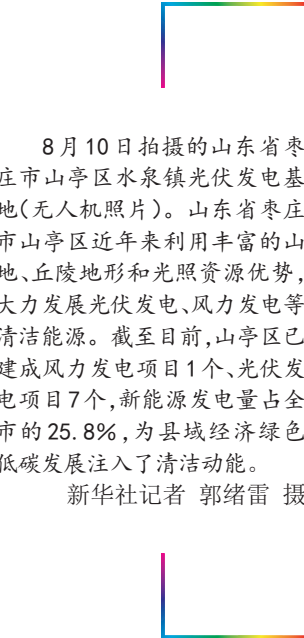 8月10日拍摄的山东省枣
庄市山亭区水泉镇光伏发电基
地(无人机照片)。山东省枣庄
市山亭区近年来利用丰富的山
地、丘陵地形和光照资源优势,
大力发展光伏发电、风力发电等
清洁能源。截至目前,山亭区已
建成风力发电项目1个、光伏发
电项目7个,新能源发电量占全
市的25.8%,为县域经济绿色
低碳发展注入了清洁动能。
新华社记者 郭绪雷 摄